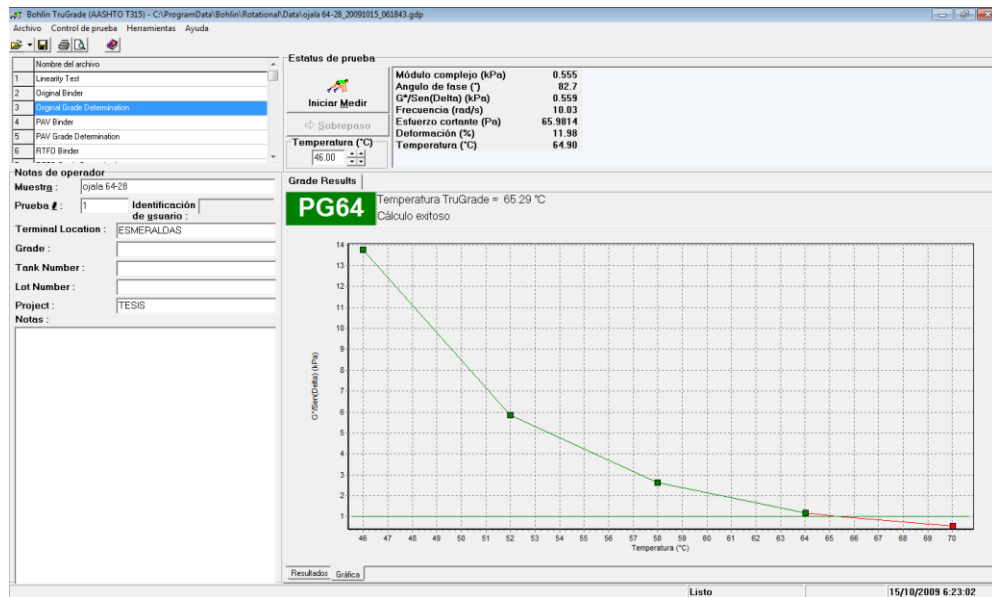 Bohlin TruGrade (AASHTO T315) - C:\ProgramData\Bohlin\Rotational\Data\ojala 64-28_20091015_061843.gdp
Archivo Control de prueba Herramientas Ayuda
Nombre del archivo
1 Linearity Test
2 Original Binder
3 Original Grade Determination
4 PAV Binder
5 PAV Grade Determination
6 RTFO Binder
Estatus de prueba
Iniciar Medir
Sobrepaso
Temperatura (°C)
46.00
Módulo complejo (kPa) 0.555
Angulo de fase (°) 82.7
G*/Sen(Delta) (kPa) 0.559
Frecuencia (rad/s) 10.03
Esfuerzo cortante (Pa) 65.9814
Deformación (%) 11.98
Temperatura (°C) 64.90
Notas de operador
Muestra : ojala 64-28
Prueba # : 1 Identificación de usuario :
Terminal Location : ESMERALDAS
Grade :
Tank Number :
Lot Number :
Project : TESIS
Notas :
Grade Results
PG64
Temperatura TruGrade = 65.29 °C
Cálculo exitoso
G*/Sen(Delta) (kPa)
14
13
12
11
10
9
8
7
6
5
4
3
2
1
46 47 48 49 50 51 52 53 54 55 56 57 58 59 60 61 62 63 64 65 66 67 68 69 70
Temperatura (°C)
Resultados Gráfica
Listo 15/10/2009 6:23:02